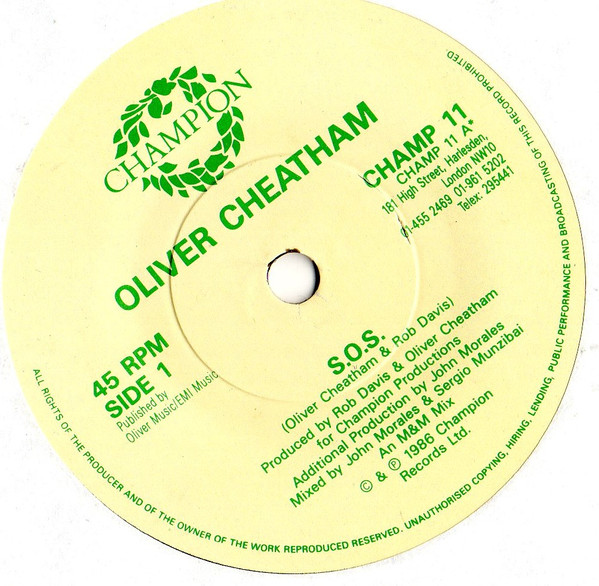 CHAMPION
OLIVER CHEATHAM
CHAMP 11
CHAMP 11 A*
181 High Street, Harlesden,
London NW10
01-455 2469 01-961 5202
Telex: 295441
45 RPM
SIDE 1
Published by
Oliver Music/EMI Music
S.O.S.
(Oliver Cheatham & Rob Davis)
Produced by Rob Davis & Oliver Cheatham
for Champion Productions
Additional Production by John Morales
Mixed by John Morales & Sergio Munzibai
An M&M Mix
© & ℗ 1986 Champion
Records Ltd.
ALL RIGHTS OF THE PRODUCER AND OF THE OWNER OF THE WORK REPRODUCED RESERVED. UNAUTHORISED COPYING, HIRING, LENDING, PUBLIC PERFORMANCE AND BROADCASTING OF THIS RECORD PROHIBITED